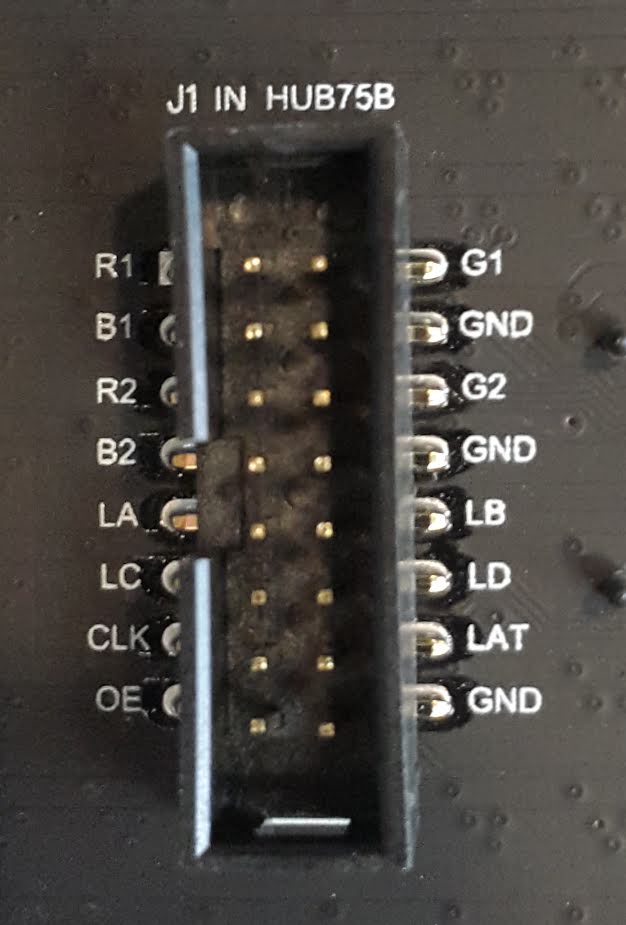 J1 IN HUB75B
R1 G1
B1 GND
R2 G2
B2 GND
LA LB
LC LD
CLK LAT
OE GND